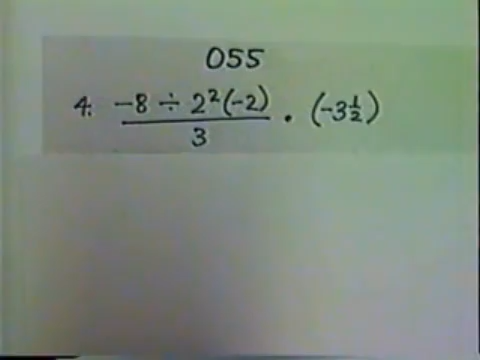 055
4. -8 ÷ 2²(-2)
3
· (-3½)